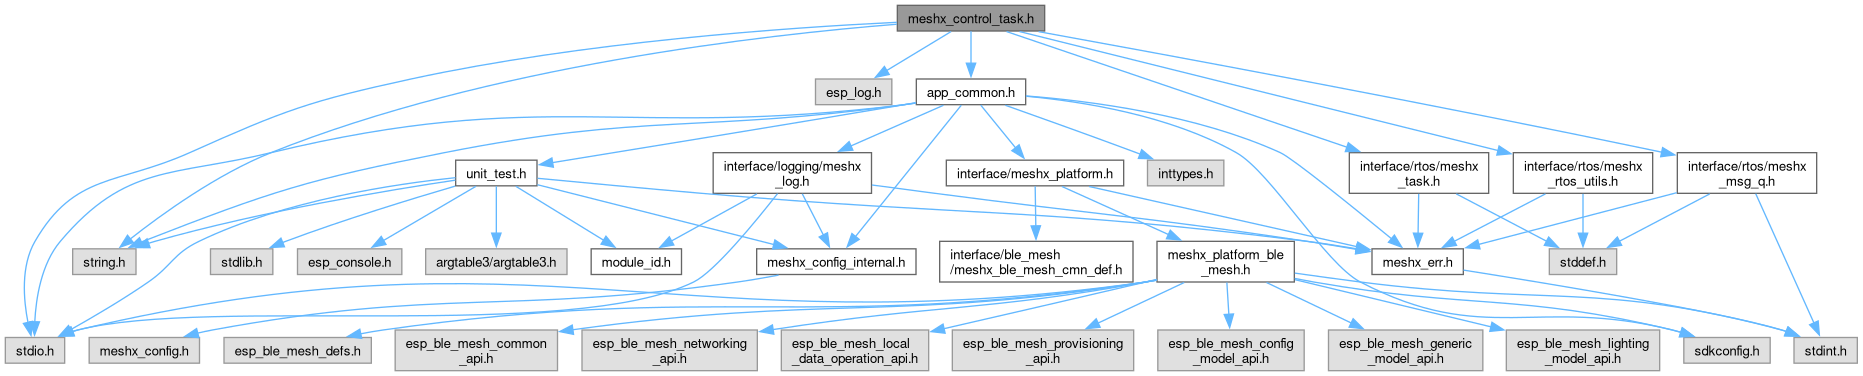 meshx_control_task.h
esp_log.h
app_common.h
unit_test.h
interface/logging/meshx
_log.h
interface/meshx_platform.h
inttypes.h
interface/rtos/meshx
_task.h
interface/rtos/meshx
_rtos_utils.h
interface/rtos/meshx
_msg_q.h
string.h
stdlib.h
esp_console.h
argtable3/argtable3.h
module_id.h
meshx_config_internal.h
interface/ble_mesh
/meshx_ble_mesh_cmn_def.h
meshx_platform_ble
_mesh.h
meshx_err.h
stddef.h
stdio.h
meshx_config.h
esp_ble_mesh_defs.h
esp_ble_mesh_common
_api.h
esp_ble_mesh_networking
_api.h
esp_ble_mesh_local
_data_operation_api.h
esp_ble_mesh_provisioning
_api.h
esp_ble_mesh_config
_model_api.h
esp_ble_mesh_generic
_model_api.h
esp_ble_mesh_lighting
_model_api.h
sdkconfig.h
stdint.h